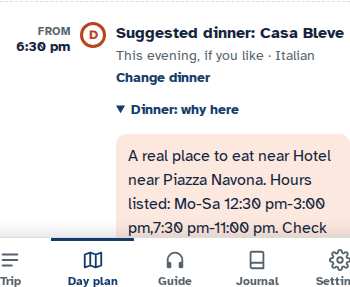 FROM
6:30 pm
D
Suggested dinner: Casa Bleve
This evening, if you like · Italian
Change dinner
▼ Dinner: why here
A real place to eat near Hotel
near Piazza Navona. Hours
listed: Mo-Sa 12:30 pm-3:00
pm,7:30 pm-11:00 pm. Check
Trip
Day plan
Guide
Journal
Settin